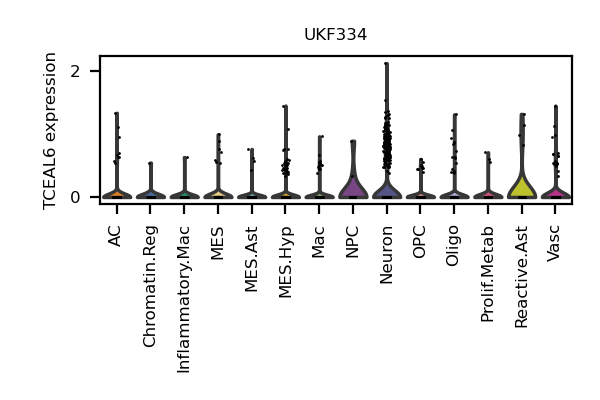 UKF334
TCEAL6 expression
2
0
AC
Chromatin.Reg
Inflammatory.Mac
MES
MES.Ast
MES.Hyp
Mac
NPC
Neuron
OPC
Oligo
Prolif.Metab
Reactive.Ast
Vasc